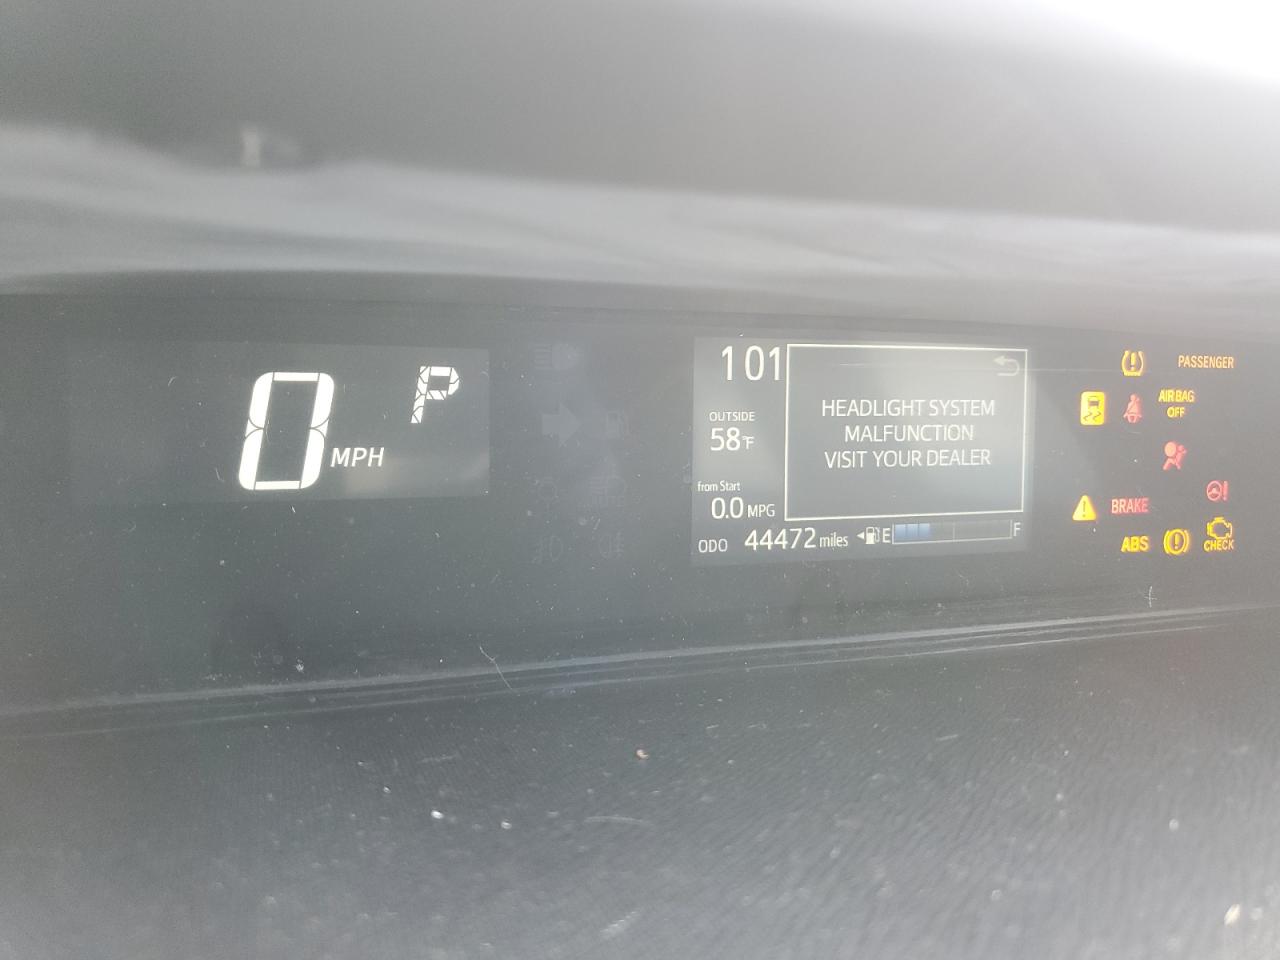 0 MPH
P
101
OUTSIDE
58°F
from Start
0.0 MPG
ODO 44472 miles
E F
HEADLIGHT SYSTEM
MALFUNCTION
VISIT YOUR DEALER
PASSENGER
AIR BAG
OFF
BRAKE
ABS
CHECK